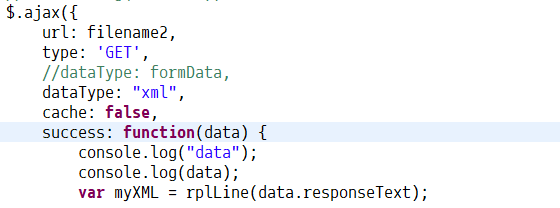 $.ajax({
    url: filename2,
    type: 'GET',
    //dataType: formData,
    dataType: "xml",
    cache: false,
    success: function(data) {
        console.log("data");
        console.log(data);
        var myXML = rplLine(data.responseText);